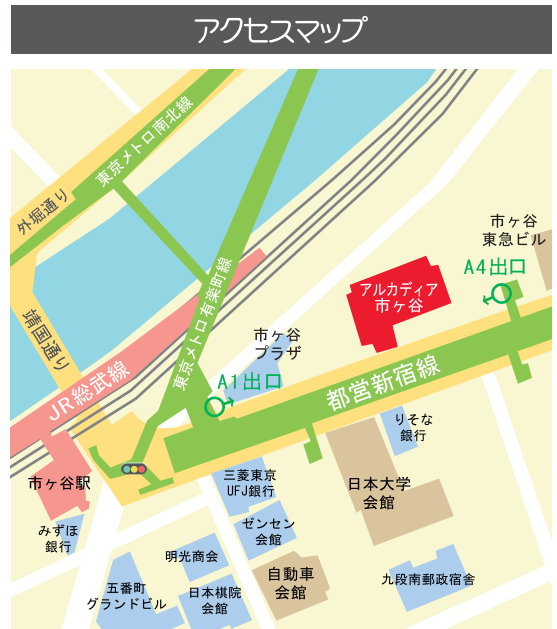 アクセスマップ
東京メトロ南北線
外堀通り
市ヶ谷
東急ビル
A4出口
アルカディア
市ヶ谷
東京メトロ有楽町線
靖国通り
市ヶ谷
プラザ
JR総武線
A1出口
都営新宿線
りそな
銀行
市ヶ谷駅
三菱東京
UFJ銀行
日本大学
会館
みずほ
銀行
ゼンセン
会館
明光商会
自動車
会館
九段南郵政宿舎
五番町
グランドビル
日本棋院
会館